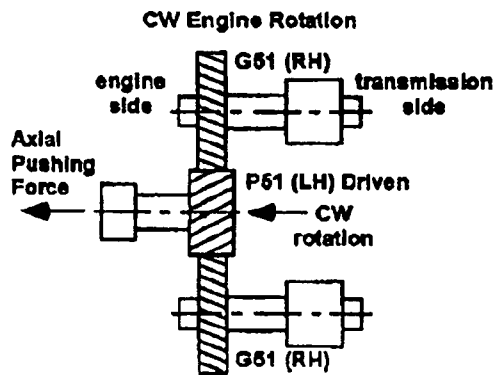 CW Engine Rotation
G51 (RH)
engine
side
transmission
side
Axial
Pushing
Force
P51 (LH) Driven
CW
rotation
G51 (RH)